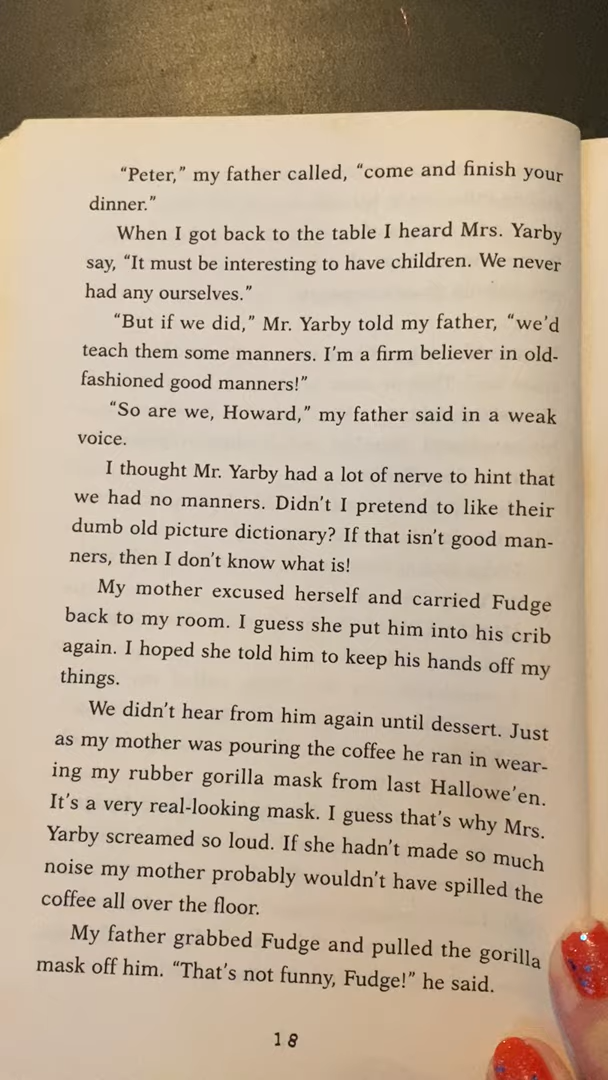 “Peter,” my father called, “come and finish your
dinner.”
When I got back to the table I heard Mrs. Yarby
say, “It must be interesting to have children. We never
had any ourselves.”
“But if we did,” Mr. Yarby told my father, “we’d
teach them some manners. I’m a firm believer in old-
fashioned good manners!”
“So are we, Howard,” my father said in a weak
voice.
I thought Mr. Yarby had a lot of nerve to hint that
we had no manners. Didn’t I pretend to like their
dumb old picture dictionary? If that isn’t good man-
ners, then I don’t know what is!
My mother excused herself and carried Fudge
back to my room. I guess she put him into his crib
again. I hoped she told him to keep his hands off my
things.
We didn’t hear from him again until dessert. Just
as my mother was pouring the coffee he ran in wear-
ing my rubber gorilla mask from last Hallowe’en.
It’s a very real-looking mask. I guess that’s why Mrs.
Yarby screamed so loud. If she hadn’t made so much
noise my mother probably wouldn’t have spilled the
coffee all over the floor.
My father grabbed Fudge and pulled the gorilla
mask off him. “That’s not funny, Fudge!” he said.
18